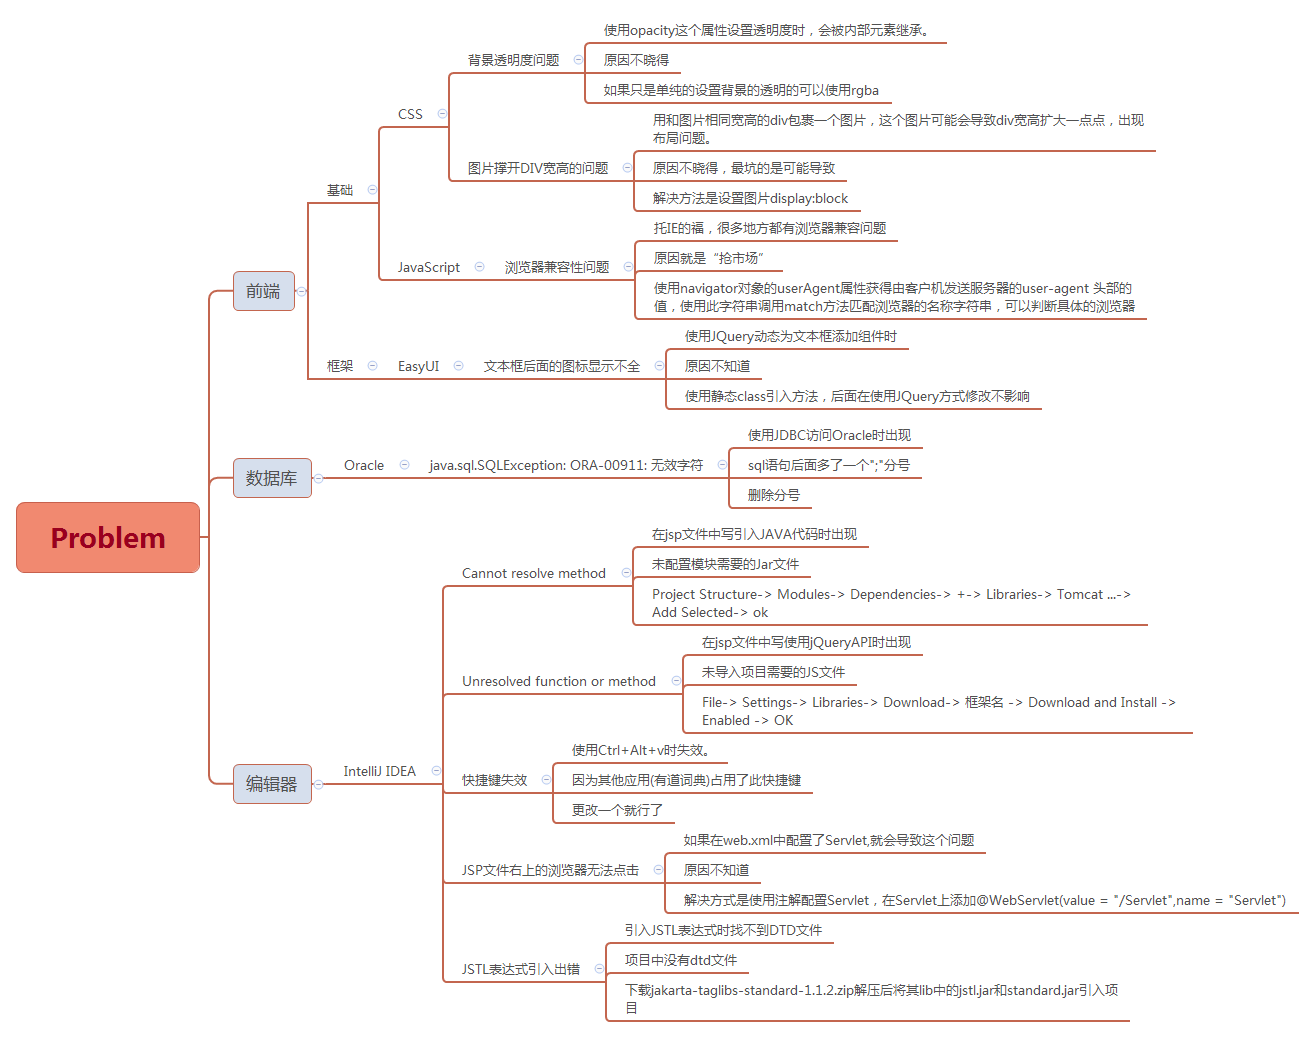 Problem
前端
基础
CSS
背景透明度问题
使用opacity这个属性设置透明度时，会被内部元素继承。
原因不晓得
如果只是单纯的设置背景的透明的可以使用rgba
图片撑开DIV宽高的问题
用和图片相同宽高的div包裹一个图片，这个图片可能会导致div宽高扩大一点点，出现
布局问题。
原因不晓得，最坑的是可能导致
解决方法是设置图片display:block
JavaScript
浏览器兼容性问题
托IE的福，很多地方都有浏览器兼容问题
原因就是“抢市场”
使用navigator对象的userAgent属性获得由客户机发送服务器的user-agent 头部的
值，使用此字符串调用match方法匹配浏览器的名称字符串，可以判断具体的浏览器
框架
EasyUI
文本框后面的图标显示不全
使用JQuery动态为文本框添加组件时
原因不知道
使用静态class引入方法，后面在使用JQuery方式修改不影响
数据库
Oracle
java.sql.SQLException: ORA-00911: 无效字符
使用JDBC访问Oracle时出现
sql语句后面多了一个";"分号
删除分号
编辑器
IntelliJ IDEA
Cannot resolve method
在jsp文件中写引入JAVA代码时出现
未配置模块需要的Jar文件
Project Structure-> Modules-> Dependencies-> +-> Libraries-> Tomcat ...->
Add Selected-> ok
Unresolved function or method
在jsp文件中写使用jQueryAPI时出现
未导入项目需要的JS文件
File-> Settings-> Libraries-> Download-> 框架名 -> Download and Install ->
Enabled -> OK
快捷键失效
使用Ctrl+Alt+v时失效。
因为其他应用(有道词典)占用了此快捷键
更改一个就行了
JSP文件右上的浏览器无法点击
如果在web.xml中配置了Servlet,就会导致这个问题
原因不知道
解决方式是使用注解配置Servlet，在Servlet上添加@WebServlet(value = "/Servlet",name = "Servlet")
JSTL表达式引入出错
引入JSTL表达式时找不到DTD文件
项目中没有dtd文件
下载jakarta-taglibs-standard-1.1.2.zip解压后将其lib中的jstl.jar和standard.jar引入项
目